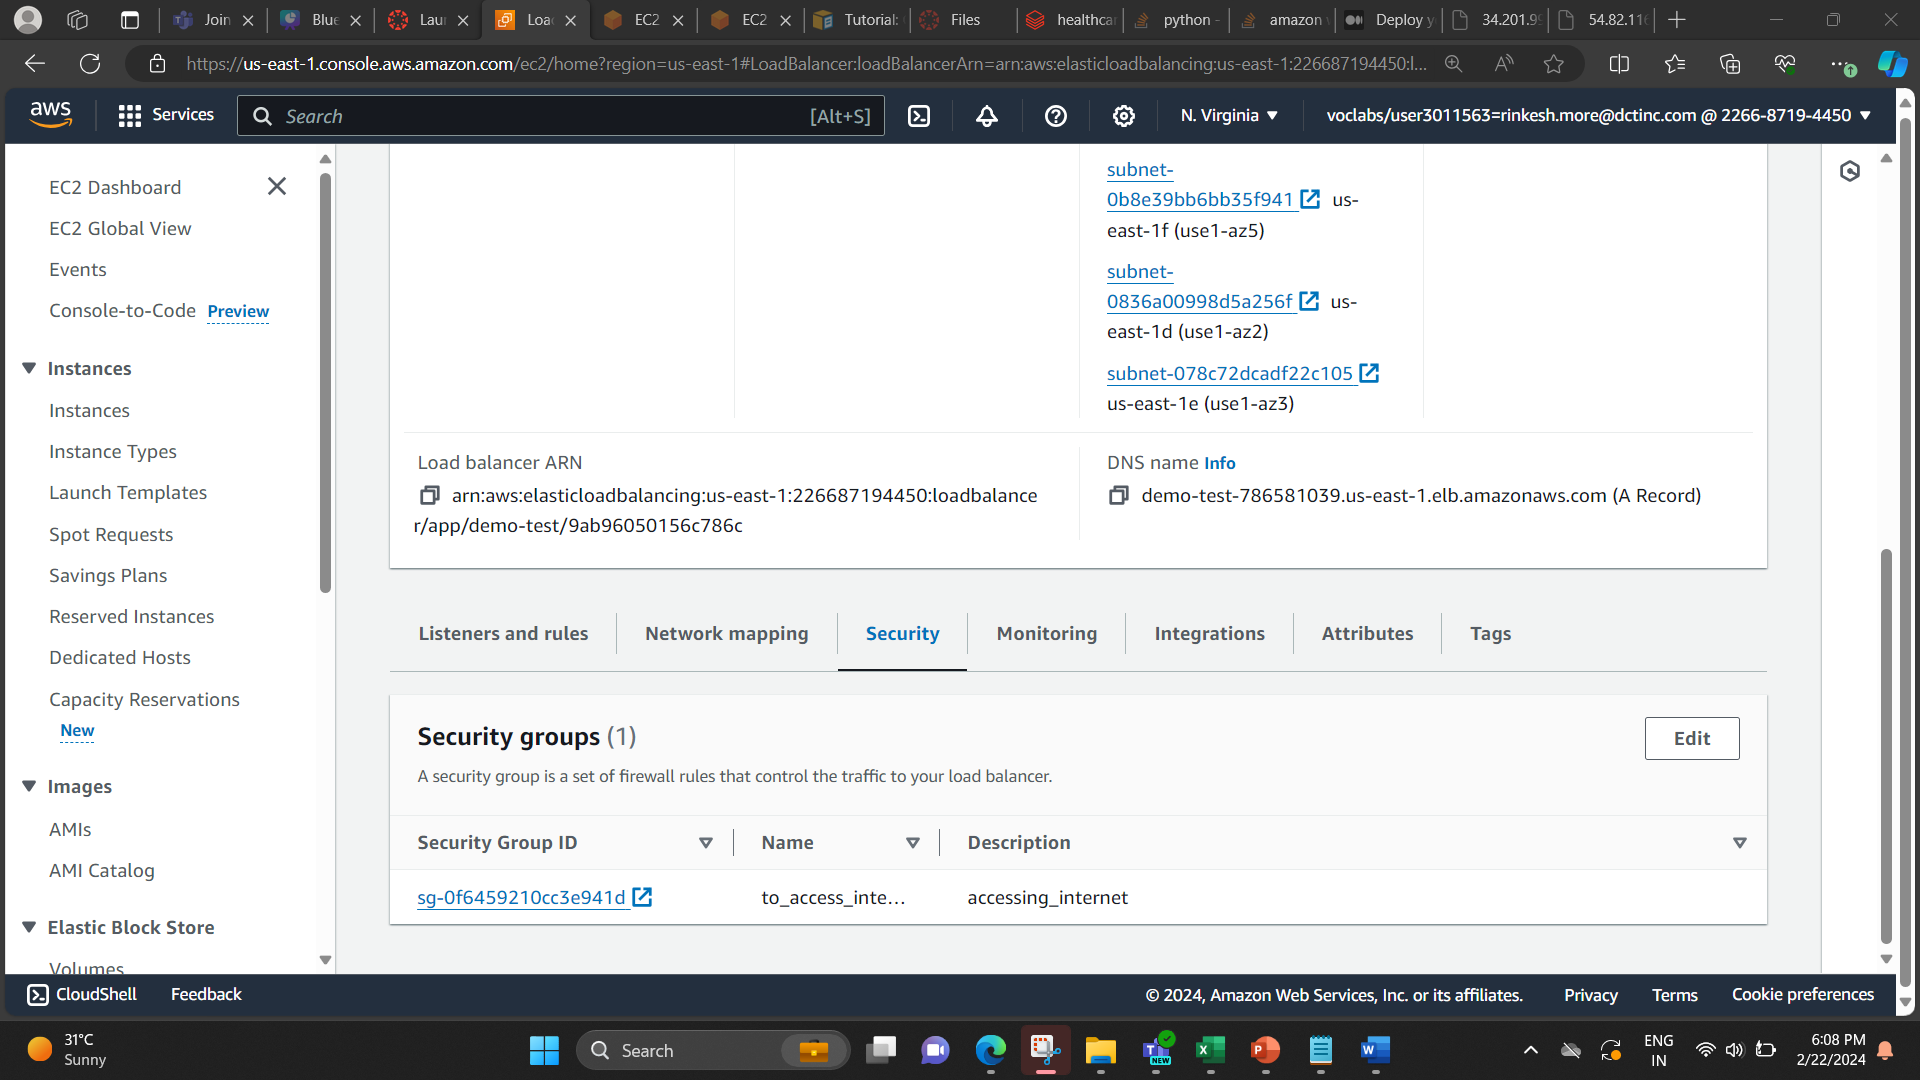 Join
Blue
Laun
Load
EC2
EC2
Tutorial:
Files
healthcar
python -
amazon w
Deploy yo
34.201.99
54.82.116
https://us-east-1.console.aws.amazon.com/ec2/home?region=us-east-1#LoadBalancer:loadBalancerArn=arn:aws:elasticloadbalancing:us-east-1:226687194450:l...
aws
Services
Search
[Alt+S]
N. Virginia
voclabs/user3011563=rinkesh.more@dctinc.com @ 2266-8719-4450
EC2 Dashboard
EC2 Global View
Events
Console-to-Code Preview
Instances
Instances
Instance Types
Launch Templates
Spot Requests
Savings Plans
Reserved Instances
Dedicated Hosts
Capacity Reservations
New
Images
AMIs
AMI Catalog
Elastic Block Store
Volumes
subnet-
0b8e39bb6bb35f941 us-
east-1f (use1-az5)
subnet-
0836a00998d5a256f us-
east-1d (use1-az2)
subnet-078c72dcadf22c105
us-east-1e (use1-az3)
Load balancer ARN
arn:aws:elasticloadbalancing:us-east-1:226687194450:loadbalance
r/app/demo-test/9ab96050156c786c
DNS name Info
demo-test-786581039.us-east-1.elb.amazonaws.com (A Record)
Listeners and rules
Network mapping
Security
Monitoring
Integrations
Attributes
Tags
Security groups (1)
Edit
A security group is a set of firewall rules that control the traffic to your load balancer.
Security Group ID
Name
Description
sg-0f6459210cc3e941d
to_access_inte...
accessing_internet
CloudShell
Feedback
© 2024, Amazon Web Services, Inc. or its affiliates.
Privacy
Terms
Cookie preferences
31°C
Sunny
Search
NEW
ENG
IN
6:08 PM
2/22/2024